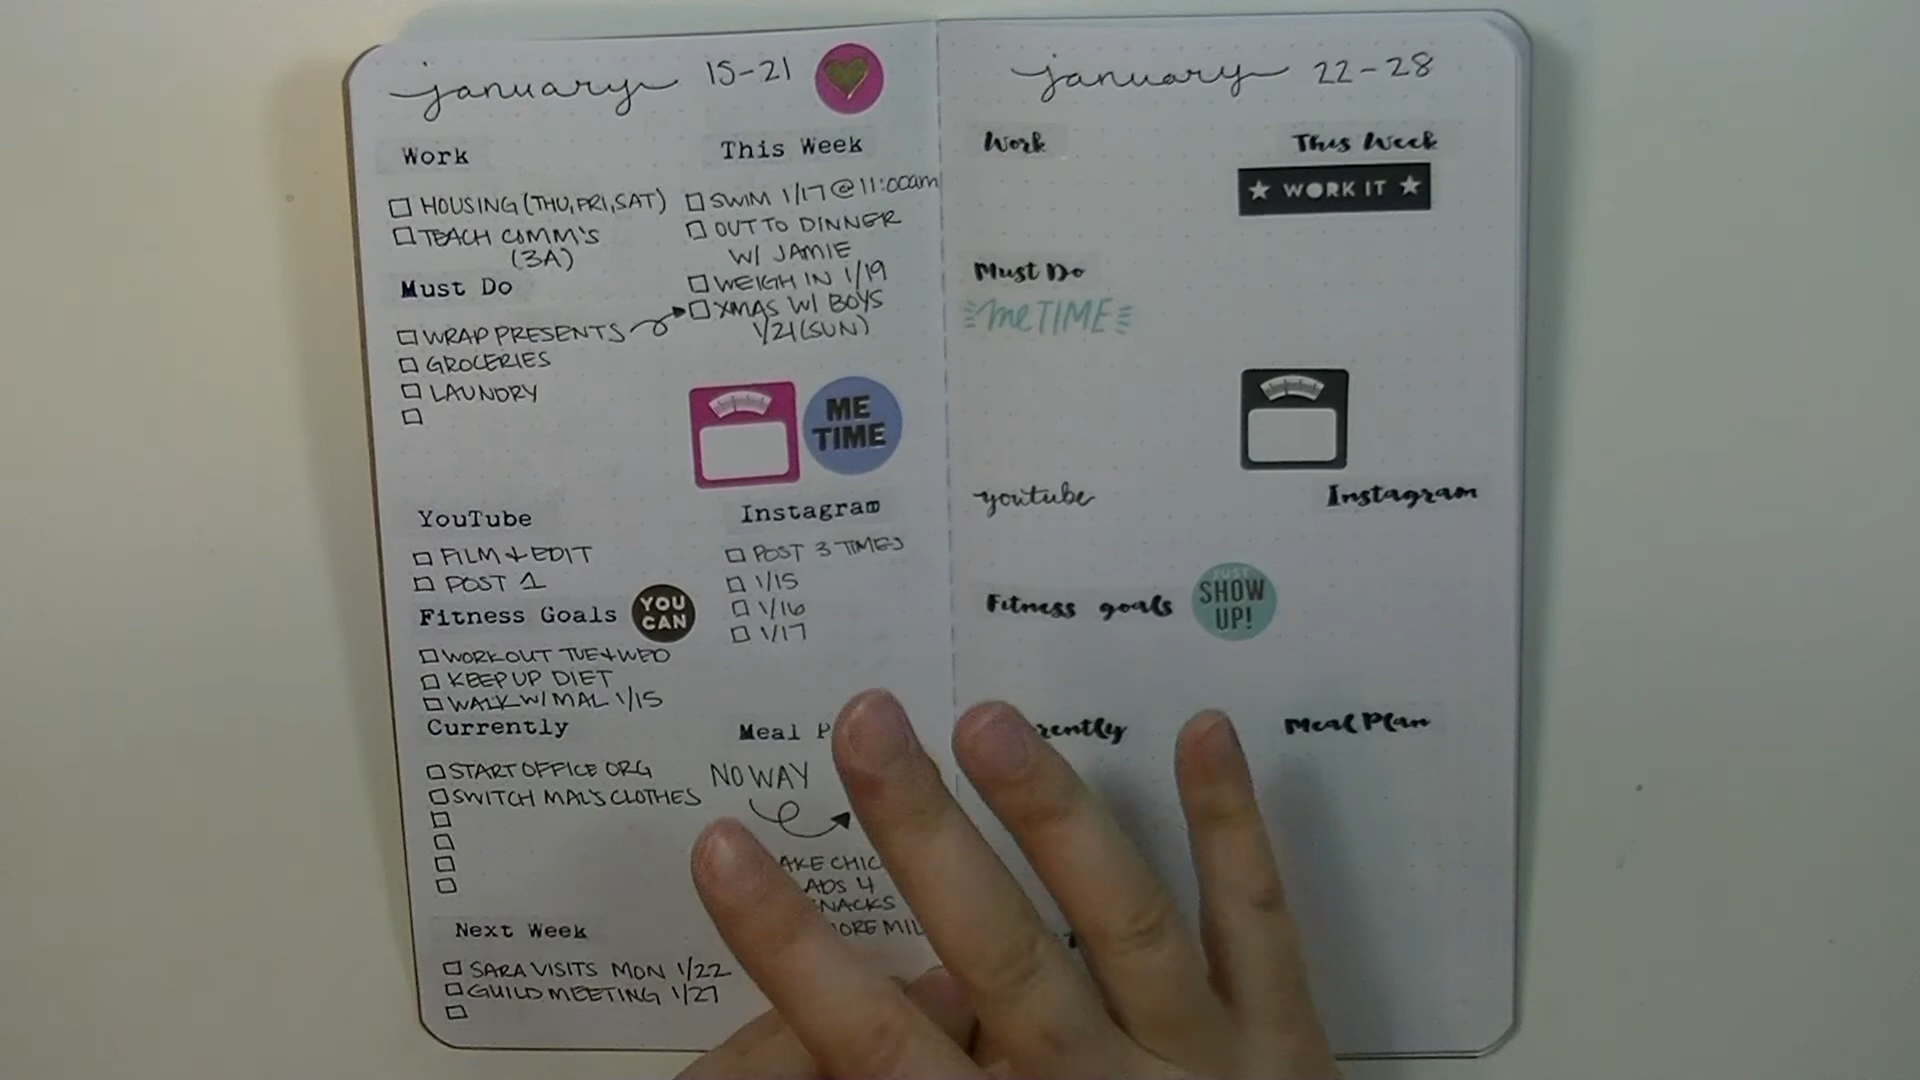 january 15-21
Work
HOUSING (THU, FRI, SAT)
TEACH COMM'S
(3A)
Must Do
WRAP PRESENTS
GROCERIES
LAUNDRY
This Week
SWIM 1/17 @ 11:00am
OUT TO DINNER
W/ JAMIE
WEIGH IN 1/19
XMAS W/ BOYS
1/21 (SUN)
ME
TIME
YouTube
FILM + EDIT
POST 1
Instagram
POST 3 TIMES
1/15
1/16
1/17
Fitness Goals
YOU
CAN
WORKOUT TUE + WED
KEEP UP DIET
WALK W/ MAL 1/15
Currently
START OFFICE ORG
SWITCH MAL'S CLOTHES
Meal
NO WAY
4
SNACKS
Next Week
SARA VISITS MON 1/22
GUILD MEETING 1/27
january 22-28
Work
This Week
WORK IT
Must Do
me TIME
youtube
Instagram
Fitness goals
JUST
SHOW
UP!
Meal Plan